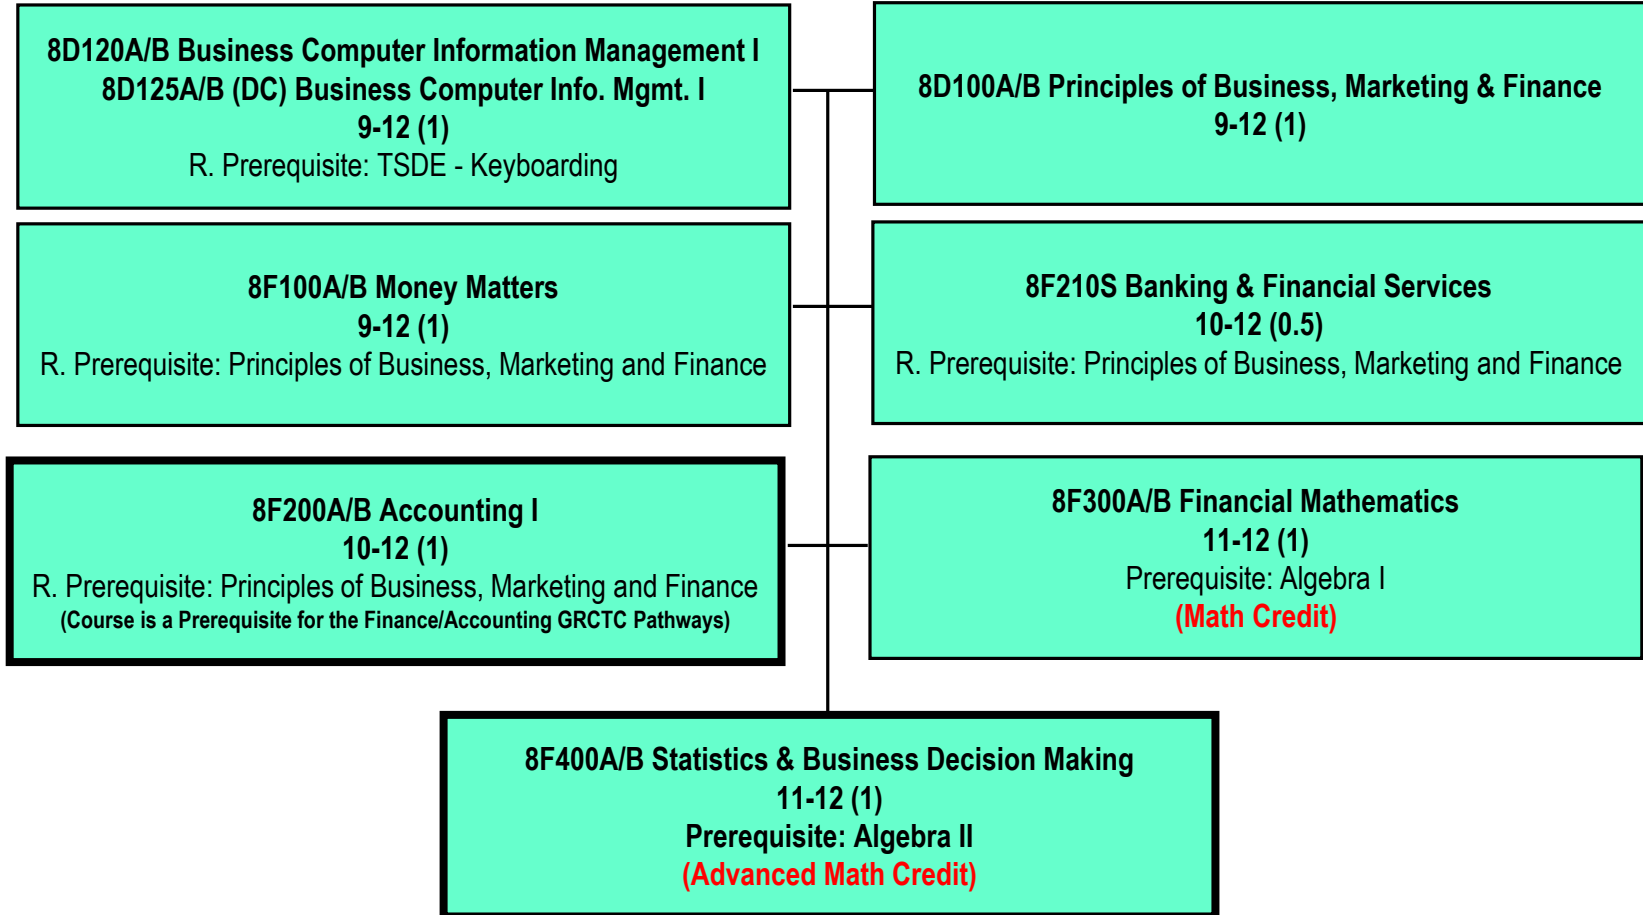 8D120A/B Business Computer Information Management I
8D125A/B (DC) Business Computer Info. Mgmt. I
9-12 (1)
R. Prerequisite: TSDE - Keyboarding
8D100A/B Principles of Business, Marketing & Finance
9-12 (1)
8F100A/B Money Matters
9-12 (1)
R. Prerequisite: Principles of Business, Marketing and Finance
8F210S Banking & Financial Services
10-12 (0.5)
R. Prerequisite: Principles of Business, Marketing and Finance
8F200A/B Accounting I
10-12 (1)
R. Prerequisite: Principles of Business, Marketing and Finance
(Course is a Prerequisite for the Finance/Accounting GRCTC Pathways)
8F300A/B Financial Mathematics
11-12 (1)
Prerequisite: Algebra I
(Math Credit)
8F400A/B Statistics & Business Decision Making
11-12 (1)
Prerequisite: Algebra II
(Advanced Math Credit)